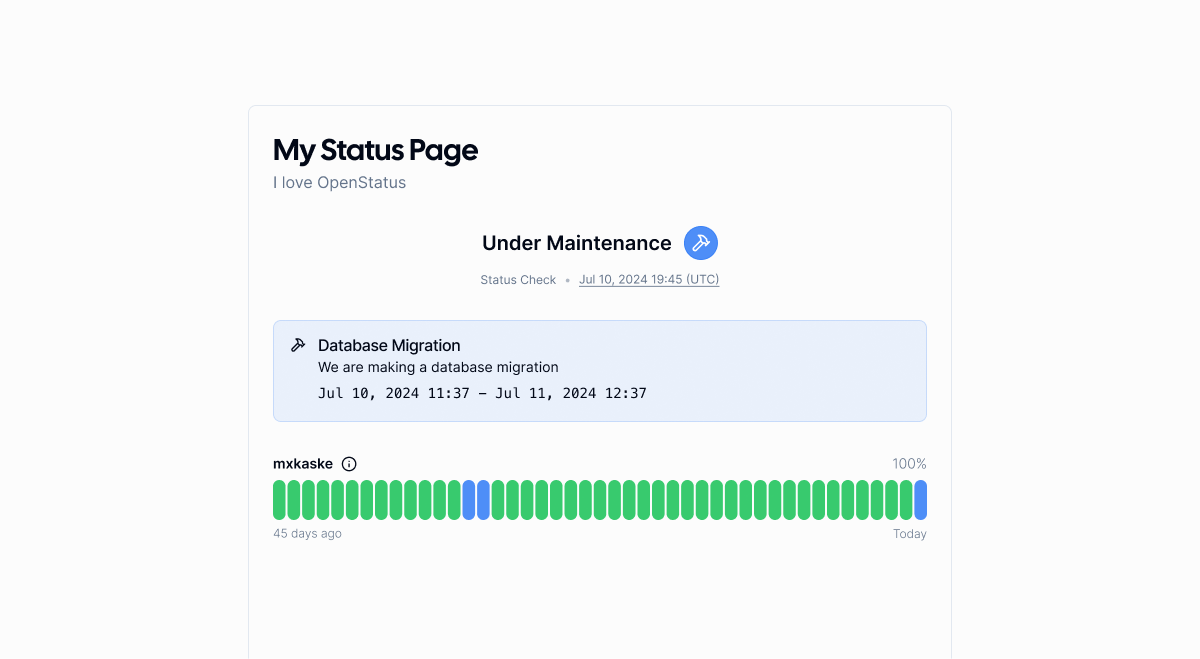 My Status Page
I love OpenStatus
Under Maintenance
Status Check • Jul 10, 2024 19:45 (UTC)
Database Migration
We are making a database migration
Jul 10, 2024 11:37 – Jul 11, 2024 12:37
mxkaske 100%
45 days ago Today